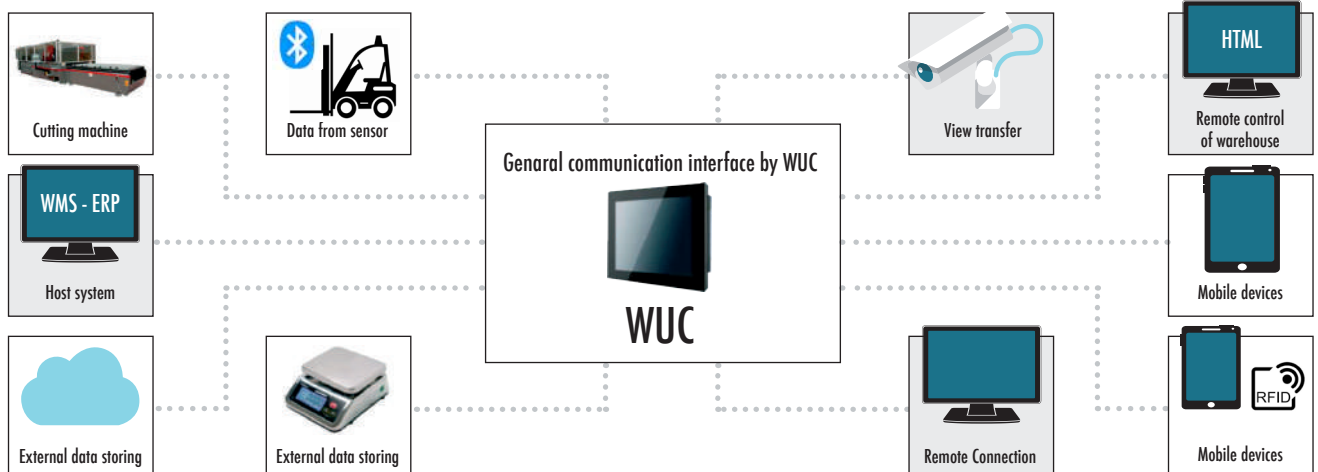 Cutting machine
Data from sensor
View transfer
HTML
Remote control
of warehouse
WMS - ERP
Host system
Genaral communication interface by WUC
WUC
Mobile devices
External data storing
External data storing
Remote Connection
RFID
Mobile devices